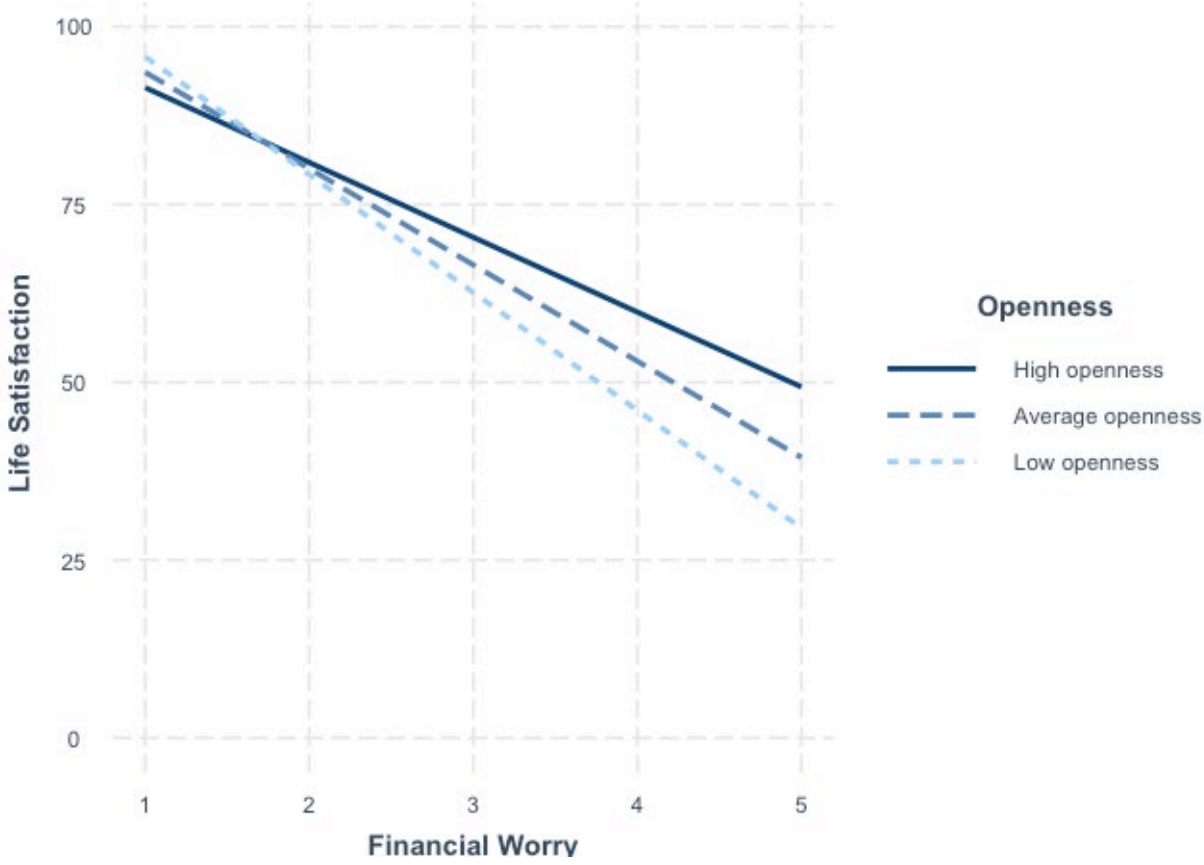 100
75
50
25
0
Life Satisfaction
1 2 3 4 5
Financial Worry
Openness
High openness
Average openness
Low openness